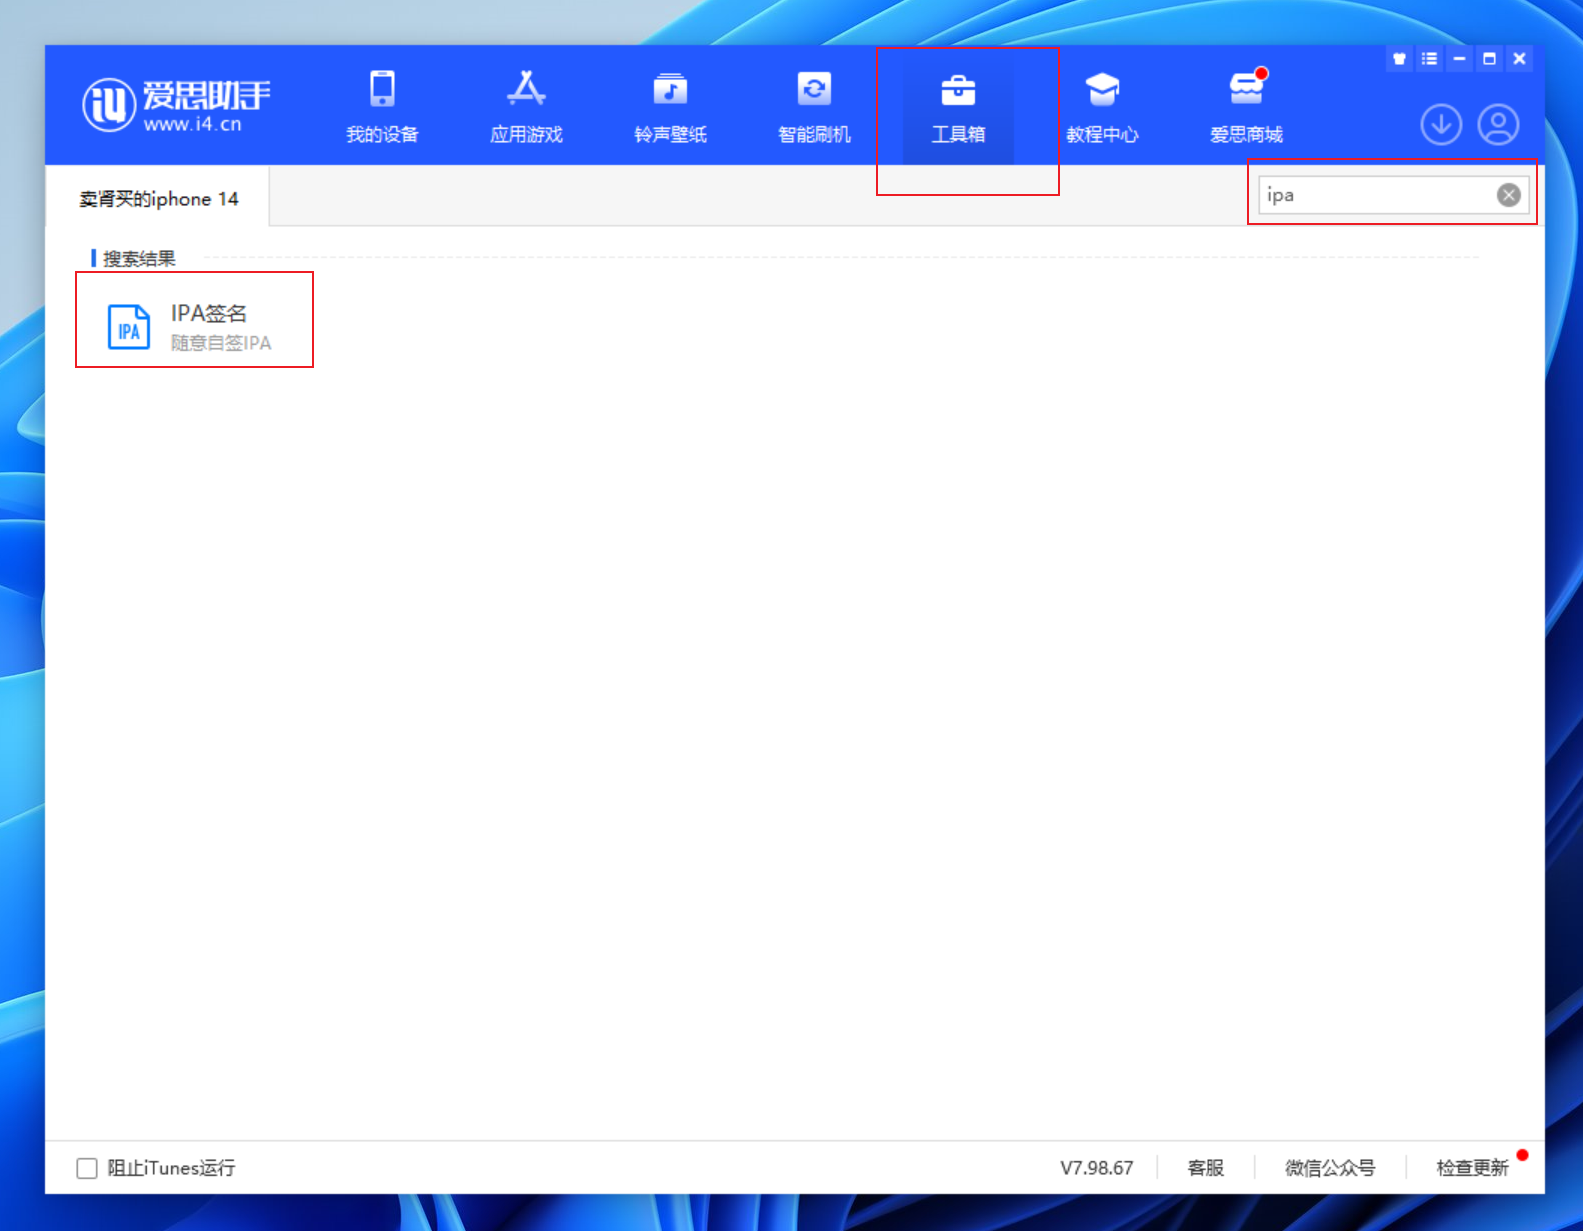 爱思助手
www.i4.cn
我的设备
应用游戏
铃声壁纸
智能刷机
工具箱
教程中心
爱思商城
卖肾买的iphone 14
ipa
搜索结果
IPA
IPA签名
随意自签IPA
阻止iTunes运行
V7.98.67
客服
微信公众号
检查更新